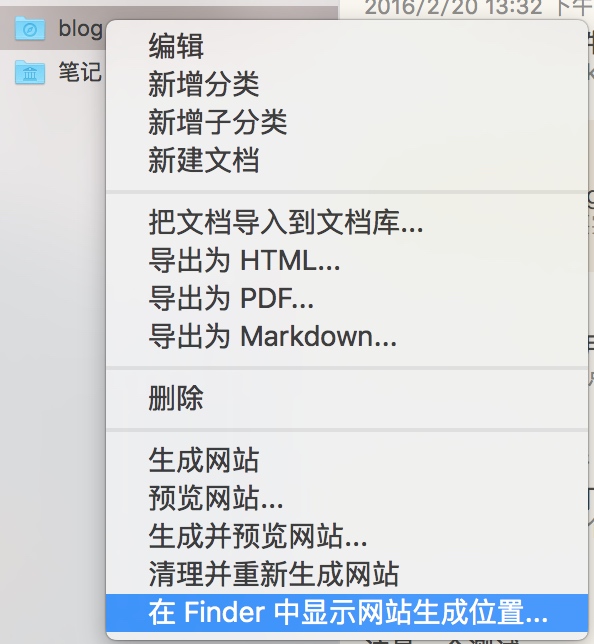 2016/2/20 13:32 下午
blog
笔记
编辑
新增分类
新增子分类
新建文档
把文档导入到文档库...
导出为 HTML...
导出为 PDF...
导出为 Markdown...
删除
生成网站
预览网站...
生成并预览网站...
清理并重新生成网站
在 Finder 中显示网站生成位置...